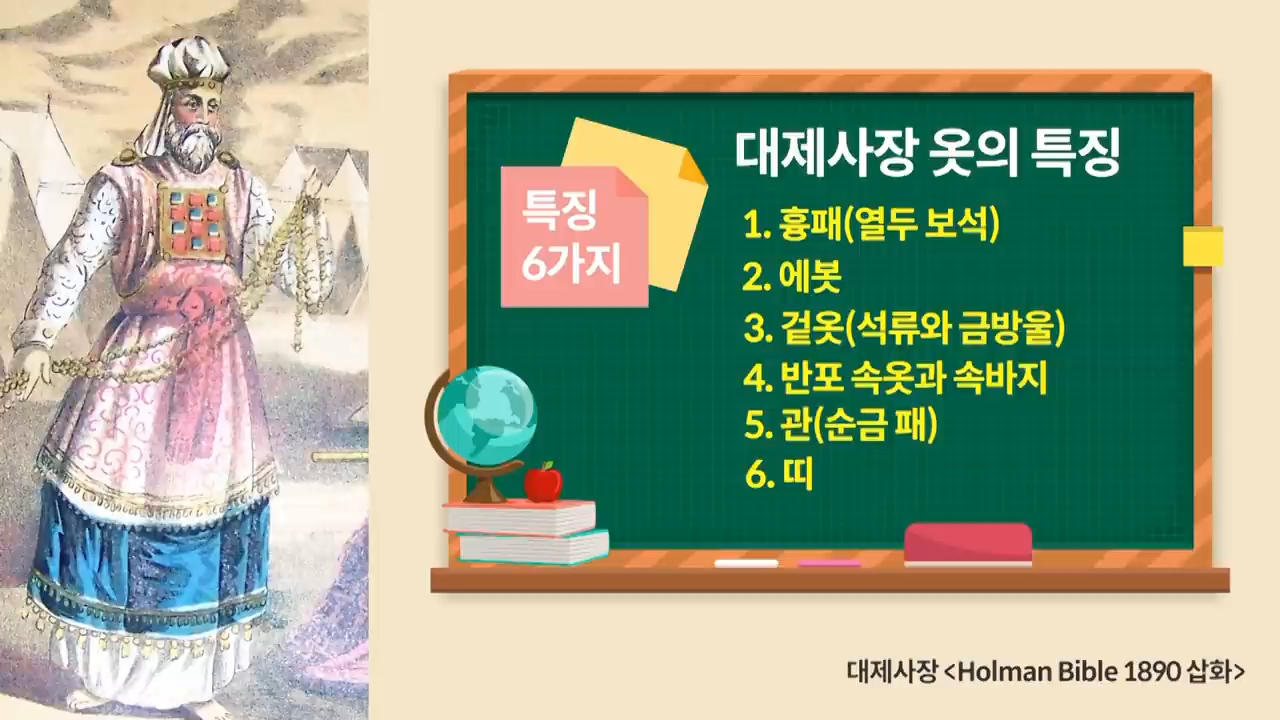 특징
6가지
대제사장 옷의 특징
1. 흉패(열두 보석)
2. 에봇
3. 겉옷(석류와 금방울)
4. 반포 속옷과 속바지
5. 관(순금 패)
6. 띠
대제사장 <Holman Bible 1890 삽화>